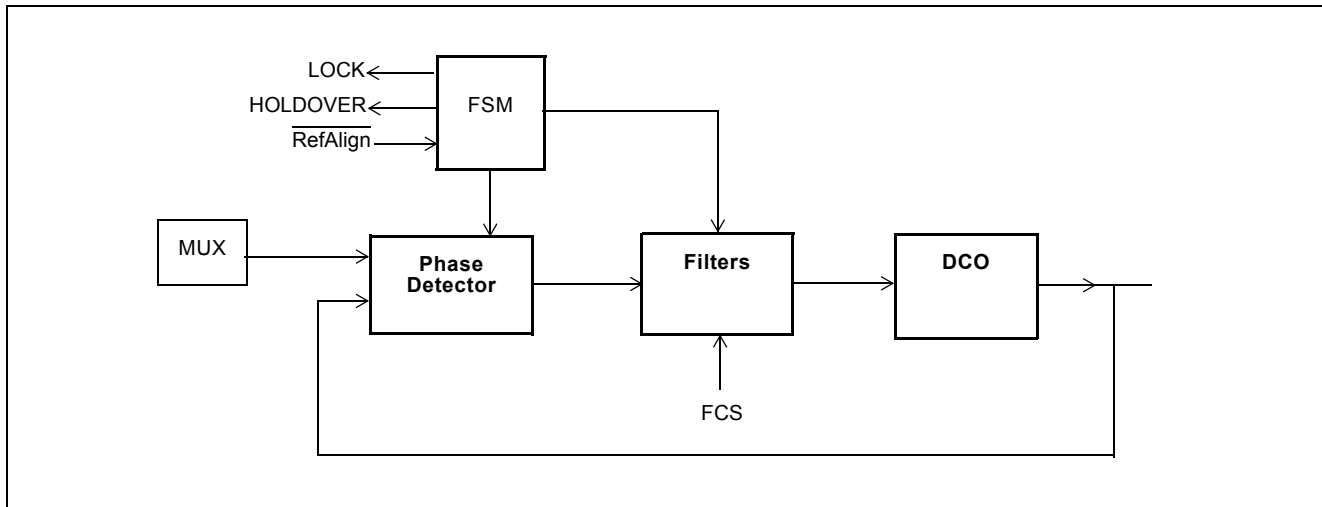 LOCK
HOLDOVER
FSM
RefAlign
MUX
Phase
Detector
Filters
DCO
FCS